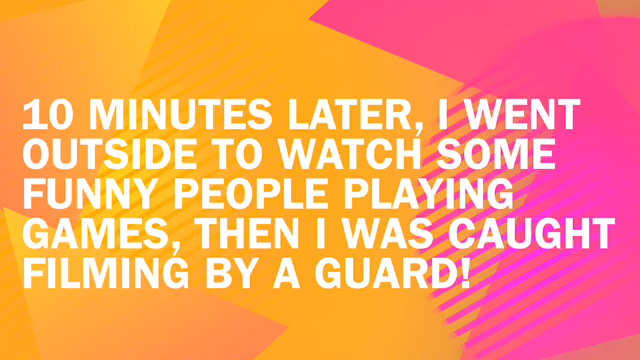 10 MINUTES LATER, I WENT
OUTSIDE TO WATCH SOME
FUNNY PEOPLE PLAYING
GAMES, THEN I WAS CAUGHT
FILMING BY A GUARD!